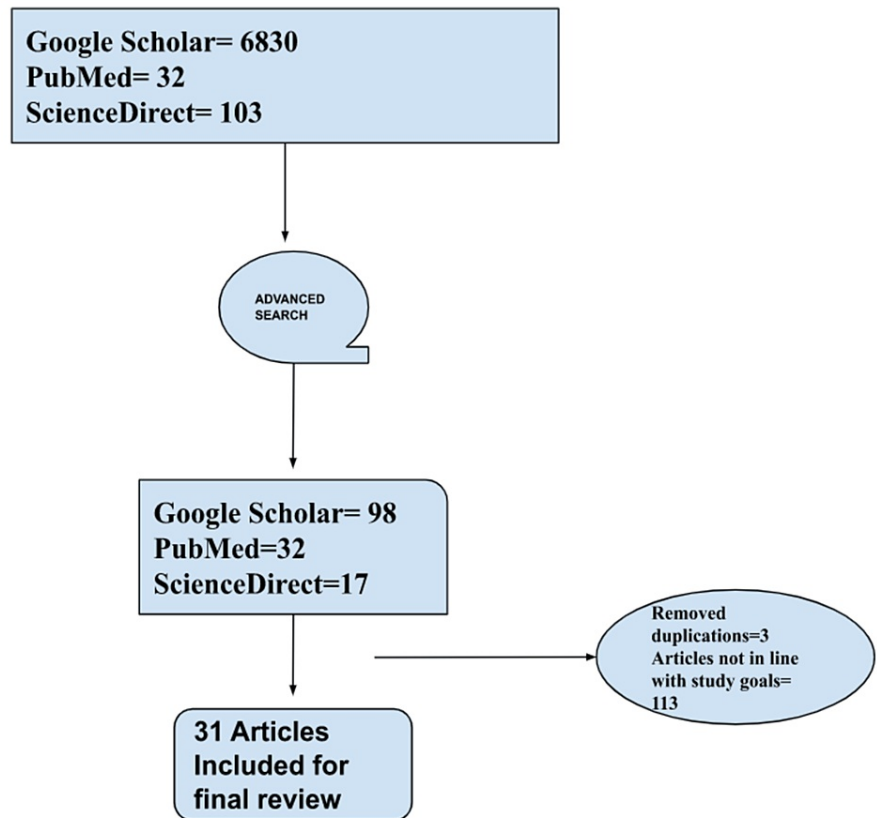 Google Scholar= 6830
PubMed= 32
ScienceDirect= 103
ADVANCED
SEARCH
Google Scholar= 98
PubMed=32
ScienceDirect=17
Removed
duplications=3
Articles not in line
with study goals=
113
31 Articles
Included for
final review